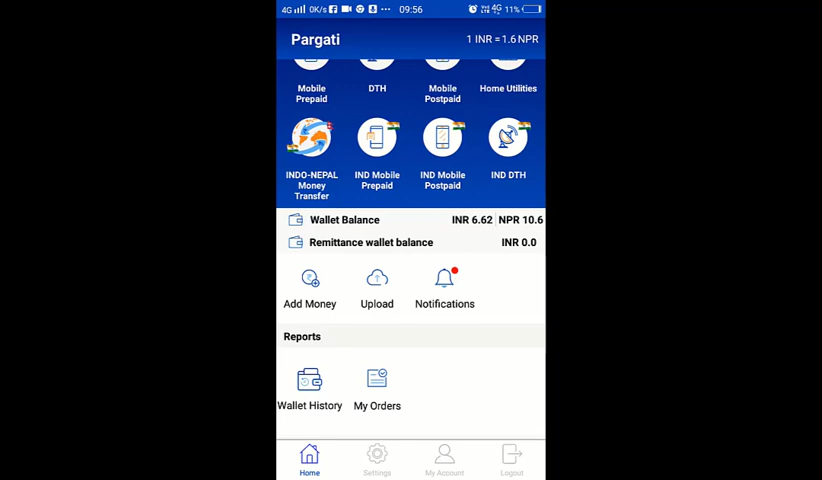 4G 0K/s ... 09:56 4G 11%
Pargati 1 INR = 1.6 NPR
Mobile Prepaid
DTH
Mobile Postpaid
Home Utilities
INDO-NEPAL Money Transfer
IND Mobile Prepaid
IND Mobile Postpaid
IND DTH
Wallet Balance INR 6.62 NPR 10.6
Remittance wallet balance INR 0.0
Add Money Upload Notifications
Reports
Wallet History My Orders
Home Settings My Account Logout